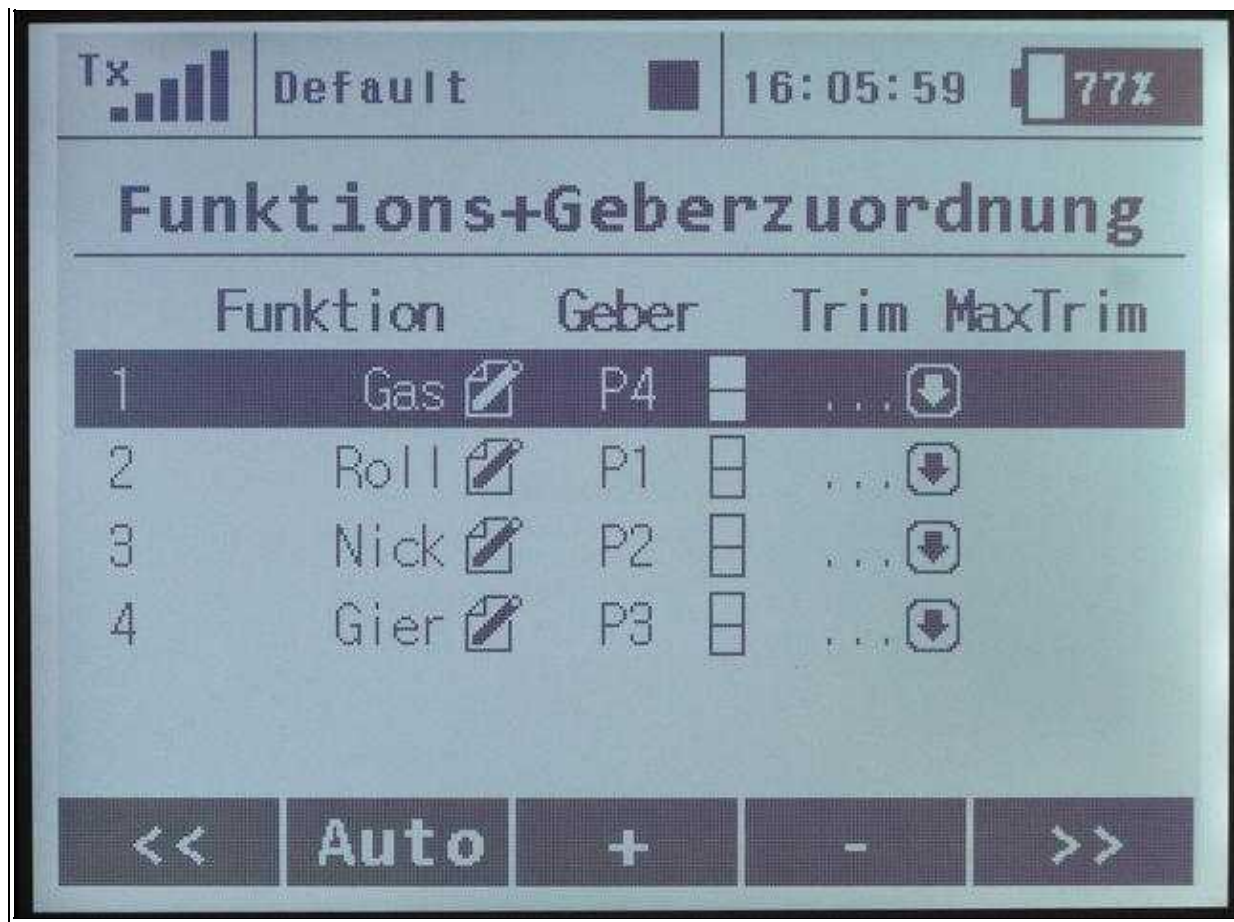 Tx Default 16:05:59 77%
Funktions+Geberzuordnung
Funktion Geber Trim MaxTrim
1 Gas P4 ...
2 Roll P1 ...
3 Nick P2 ...
4 Gier P3 ...
<< Auto + - >>